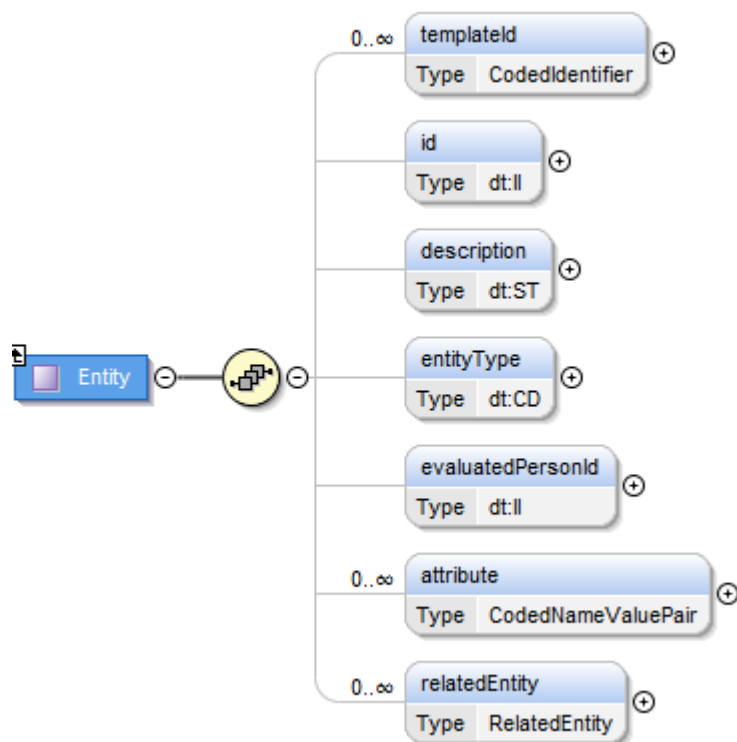 0..∞ templateId
Type CodedIdentifier
id
Type dt:II
description
Type dt:ST
Entity
entityType
Type dt:CD
evaluatedPersonId
Type dt:II
0..∞ attribute
Type CodedNameValuePair
0..∞ relatedEntity
Type RelatedEntity